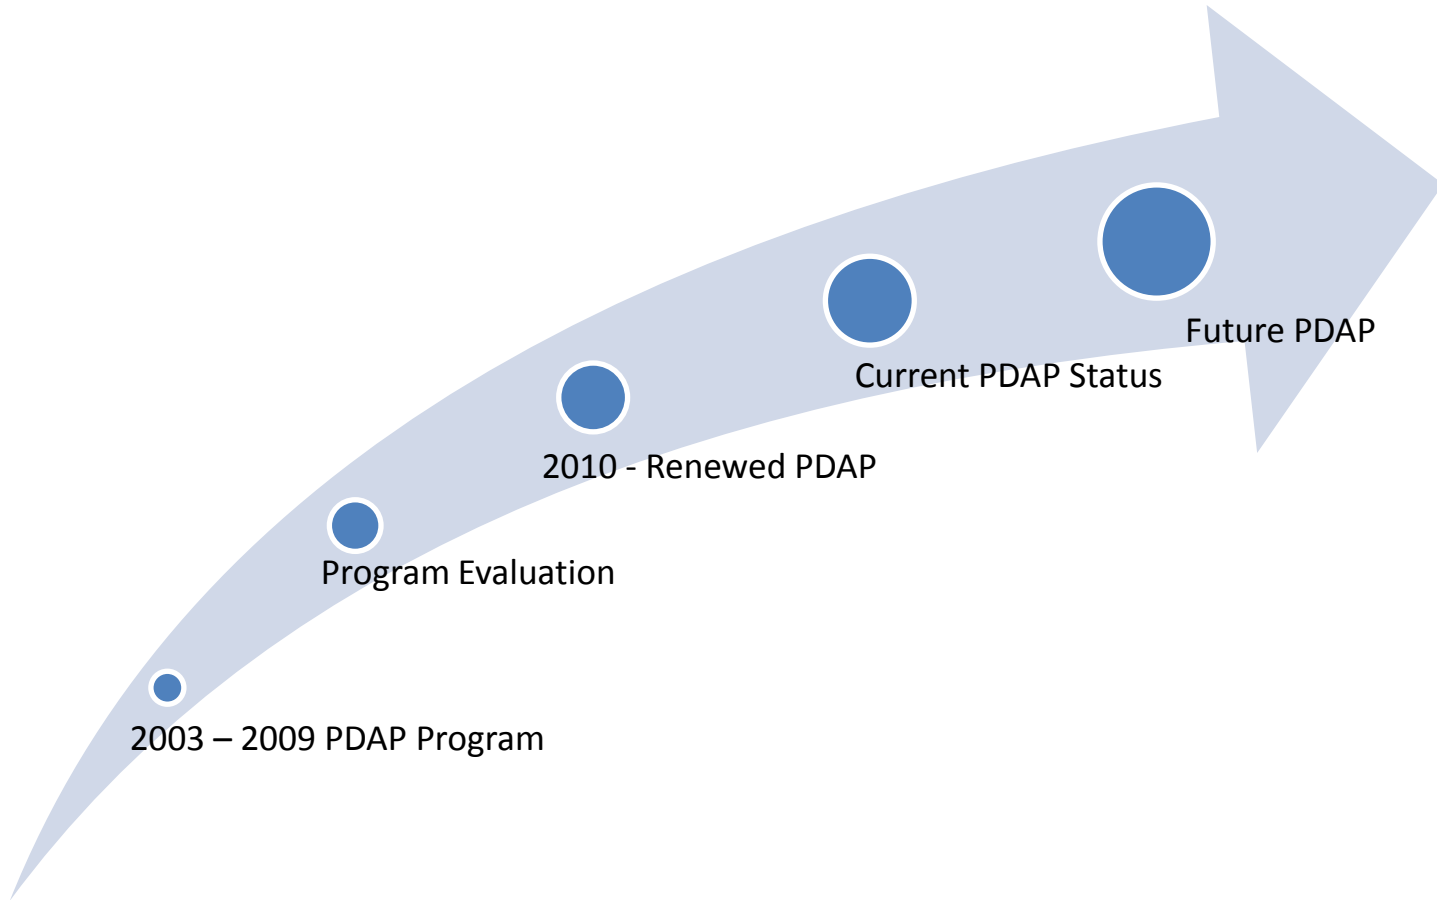 Future PDAP
Current PDAP Status
2010 - Renewed PDAP
Program Evaluation
2003 – 2009 PDAP Program